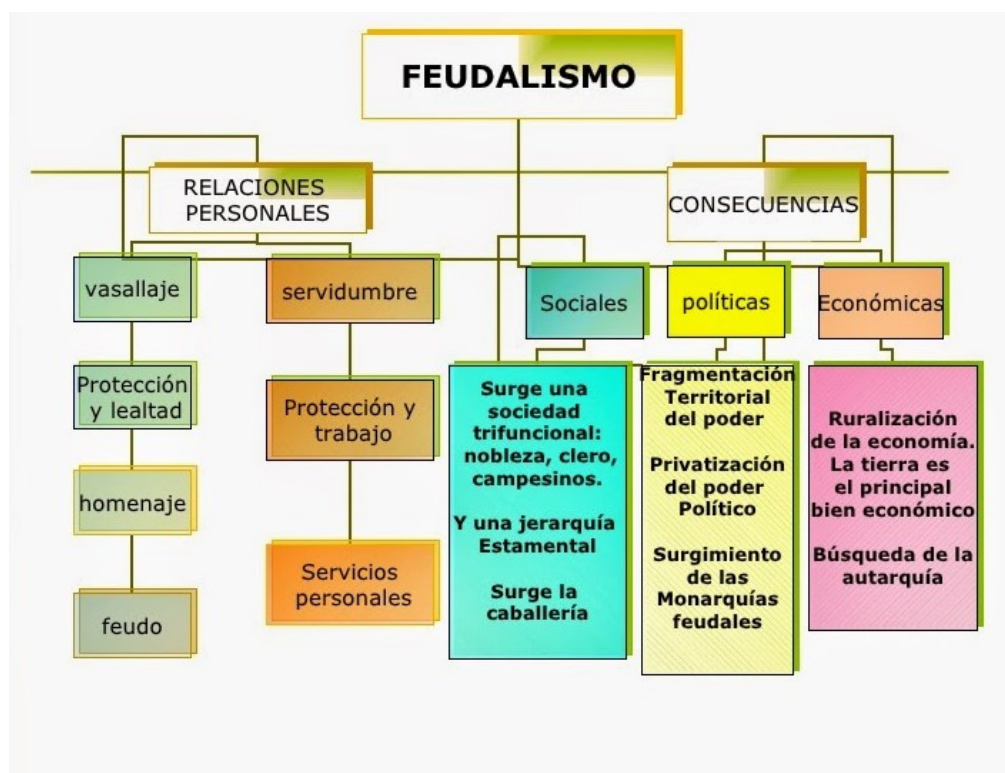 FEUDALISMO
RELACIONES
PERSONALES
CONSECUENCIAS
vasallaje
servidumbre
Sociales
políticas
Económicas
Protección
y lealtad
homenaje
feudo
Protección y
trabajo
Servicios
personales
Surge una
sociedad
trifuncional:
nobleza, clero,
campesinos.
Y una jerarquía
Estamental
Surge la
caballería
Fragmentación
Territorial
del poder
Privatización
del poder
Político
Surgimiento
de las
Monarquías
feudales
Ruralización
de la economía.
La tierra es
el principal
bien económico
Búsqueda de la
autarquía